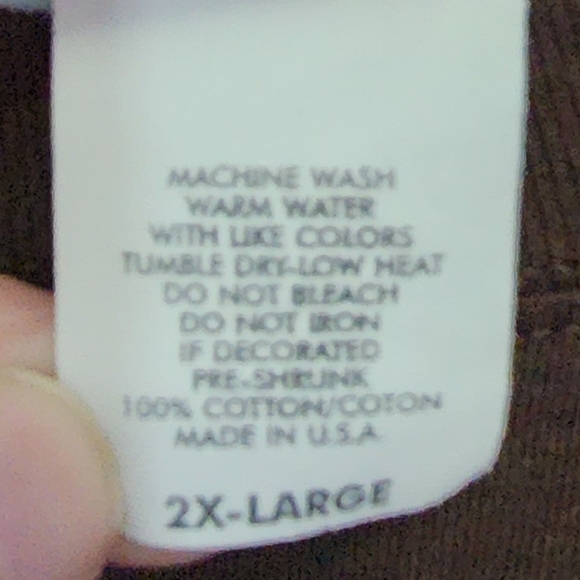 MACHINE WASH
WARM WATER
WITH LIKE COLORS
TUMBLE DRY-LOW HEAT
DO NOT BLEACH
DO NOT IRON
IF DECORATED
PRE-SHRUNK
100% COTTON/COTON
MADE IN U.S.A.
2X-LARGE